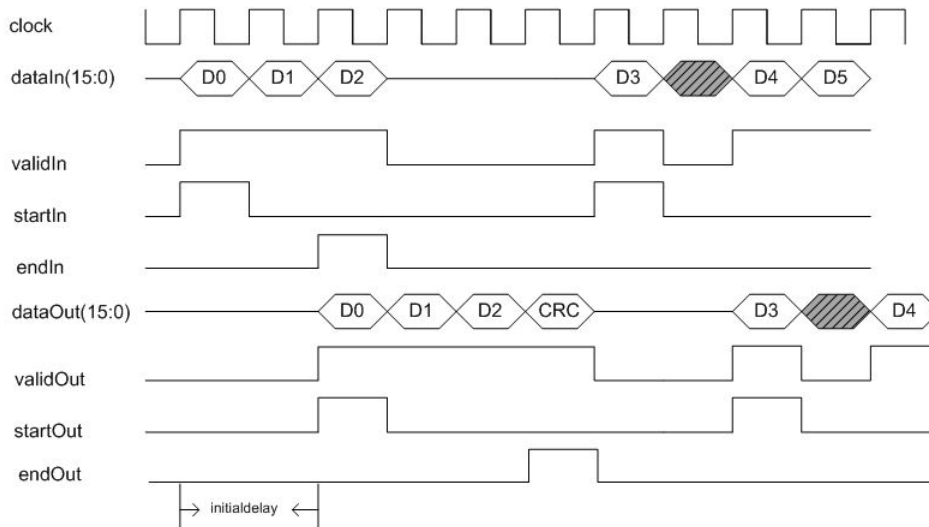 clock
dataIn(15:0) D0 D1 D2 D3 D4 D5
validIn
startIn
endIn
dataOut(15:0) D0 D1 D2 CRC D3 D4
validOut
startOut
endOut
initialdelay